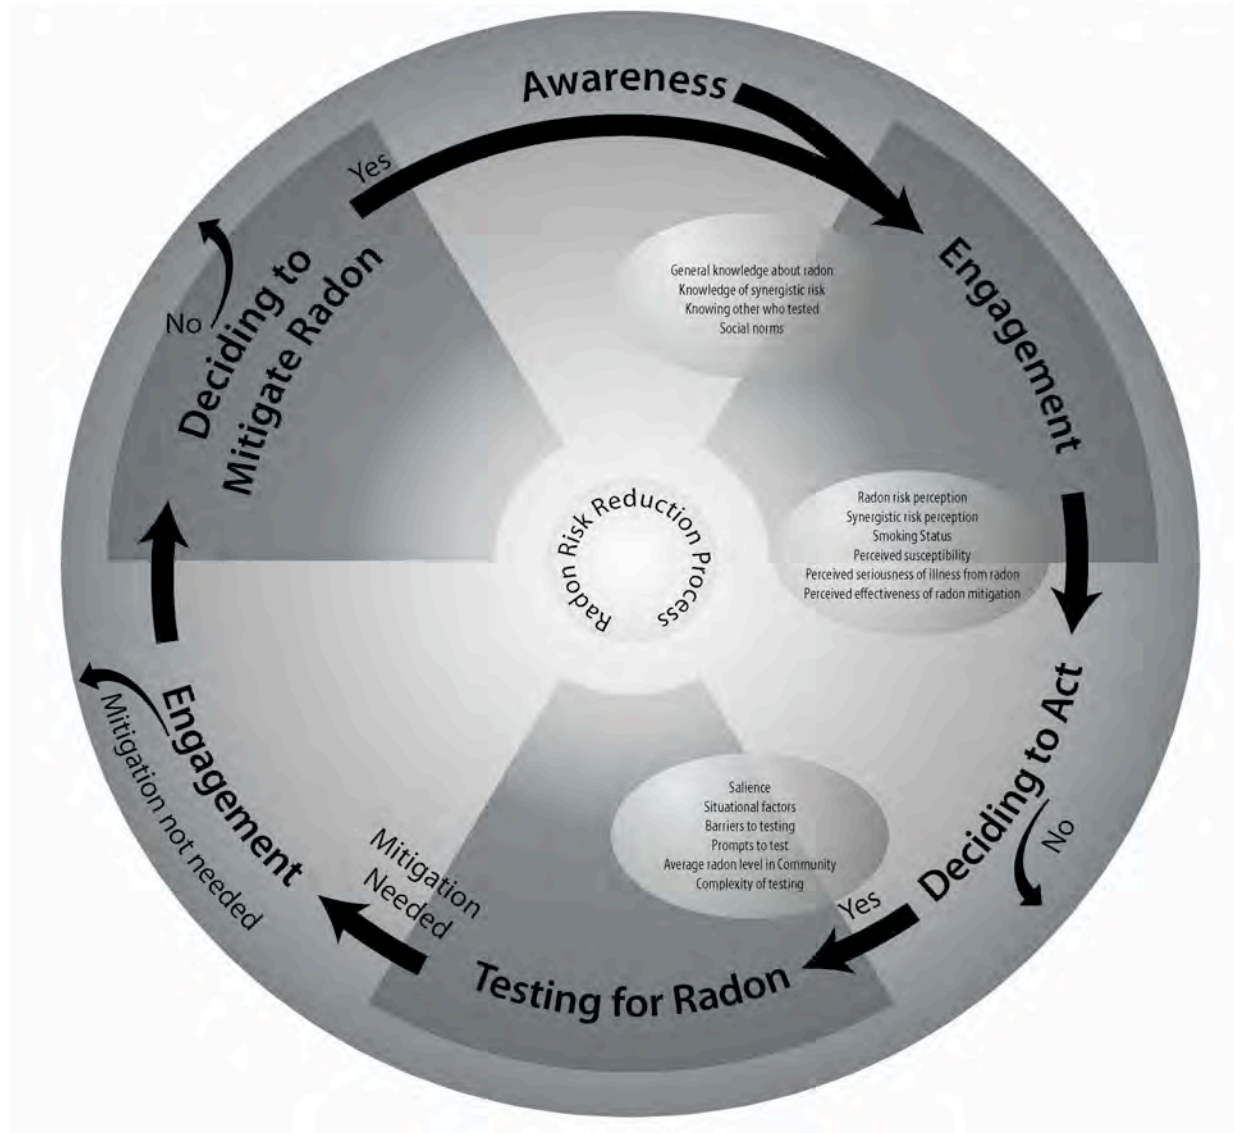 Awareness
Engagement
Deciding to Act
No
Yes
Testing for Radon
Mitigation
Needed
Engagement
Mitigation not needed
Deciding to
Mitigate Radon
No
Yes
General knowledge about radon
Knowledge of synergistic risk
Knowing other who tested
Social norms
Radon risk perception
Synergistic risk perception
Smoking Status
Perceived susceptibility
Perceived seriousness of illness from radon
Perceived effectiveness of radon mitigation
Salience
Situational factors
Barriers to testing
Prompts to test
Average radon level in Community
Complexity of testing
Radon Risk Reduction Process